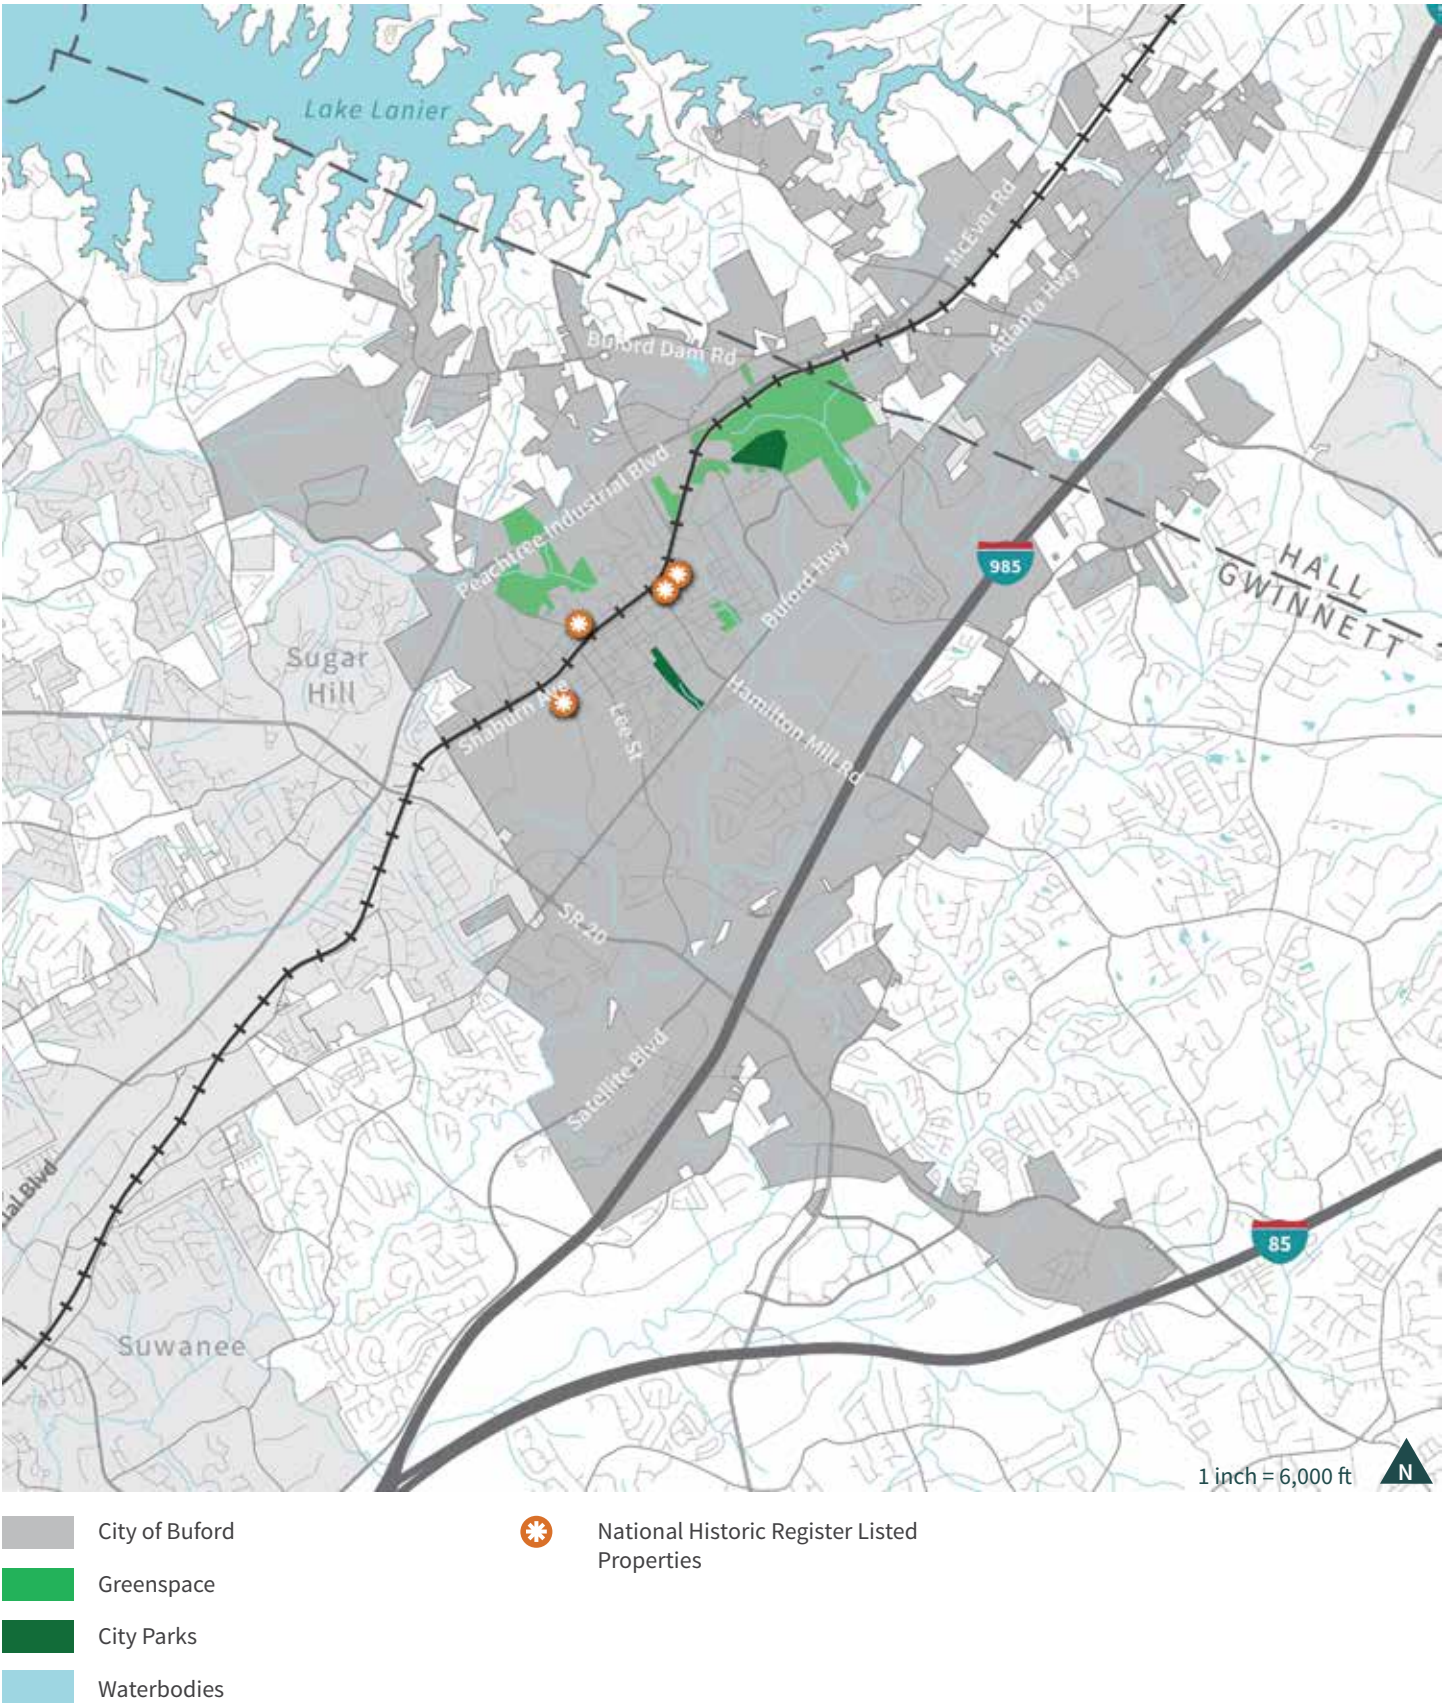 Lake Lanier
McEver Rd
Atlanta Hwy
Buford Dam Rd
Peachtree Industrial Blvd
Buford Hwy
985
HALL
GWINNETT
Sugar
Hill
Shadburn Ave
Lee St
Hamilton Mill Rd
SR 20
Satellite Blvd
ial Blvd
85
Suwanee
1 inch = 6,000 ft
N
City of Buford
Greenspace
City Parks
Waterbodies
National Historic Register Listed
Properties